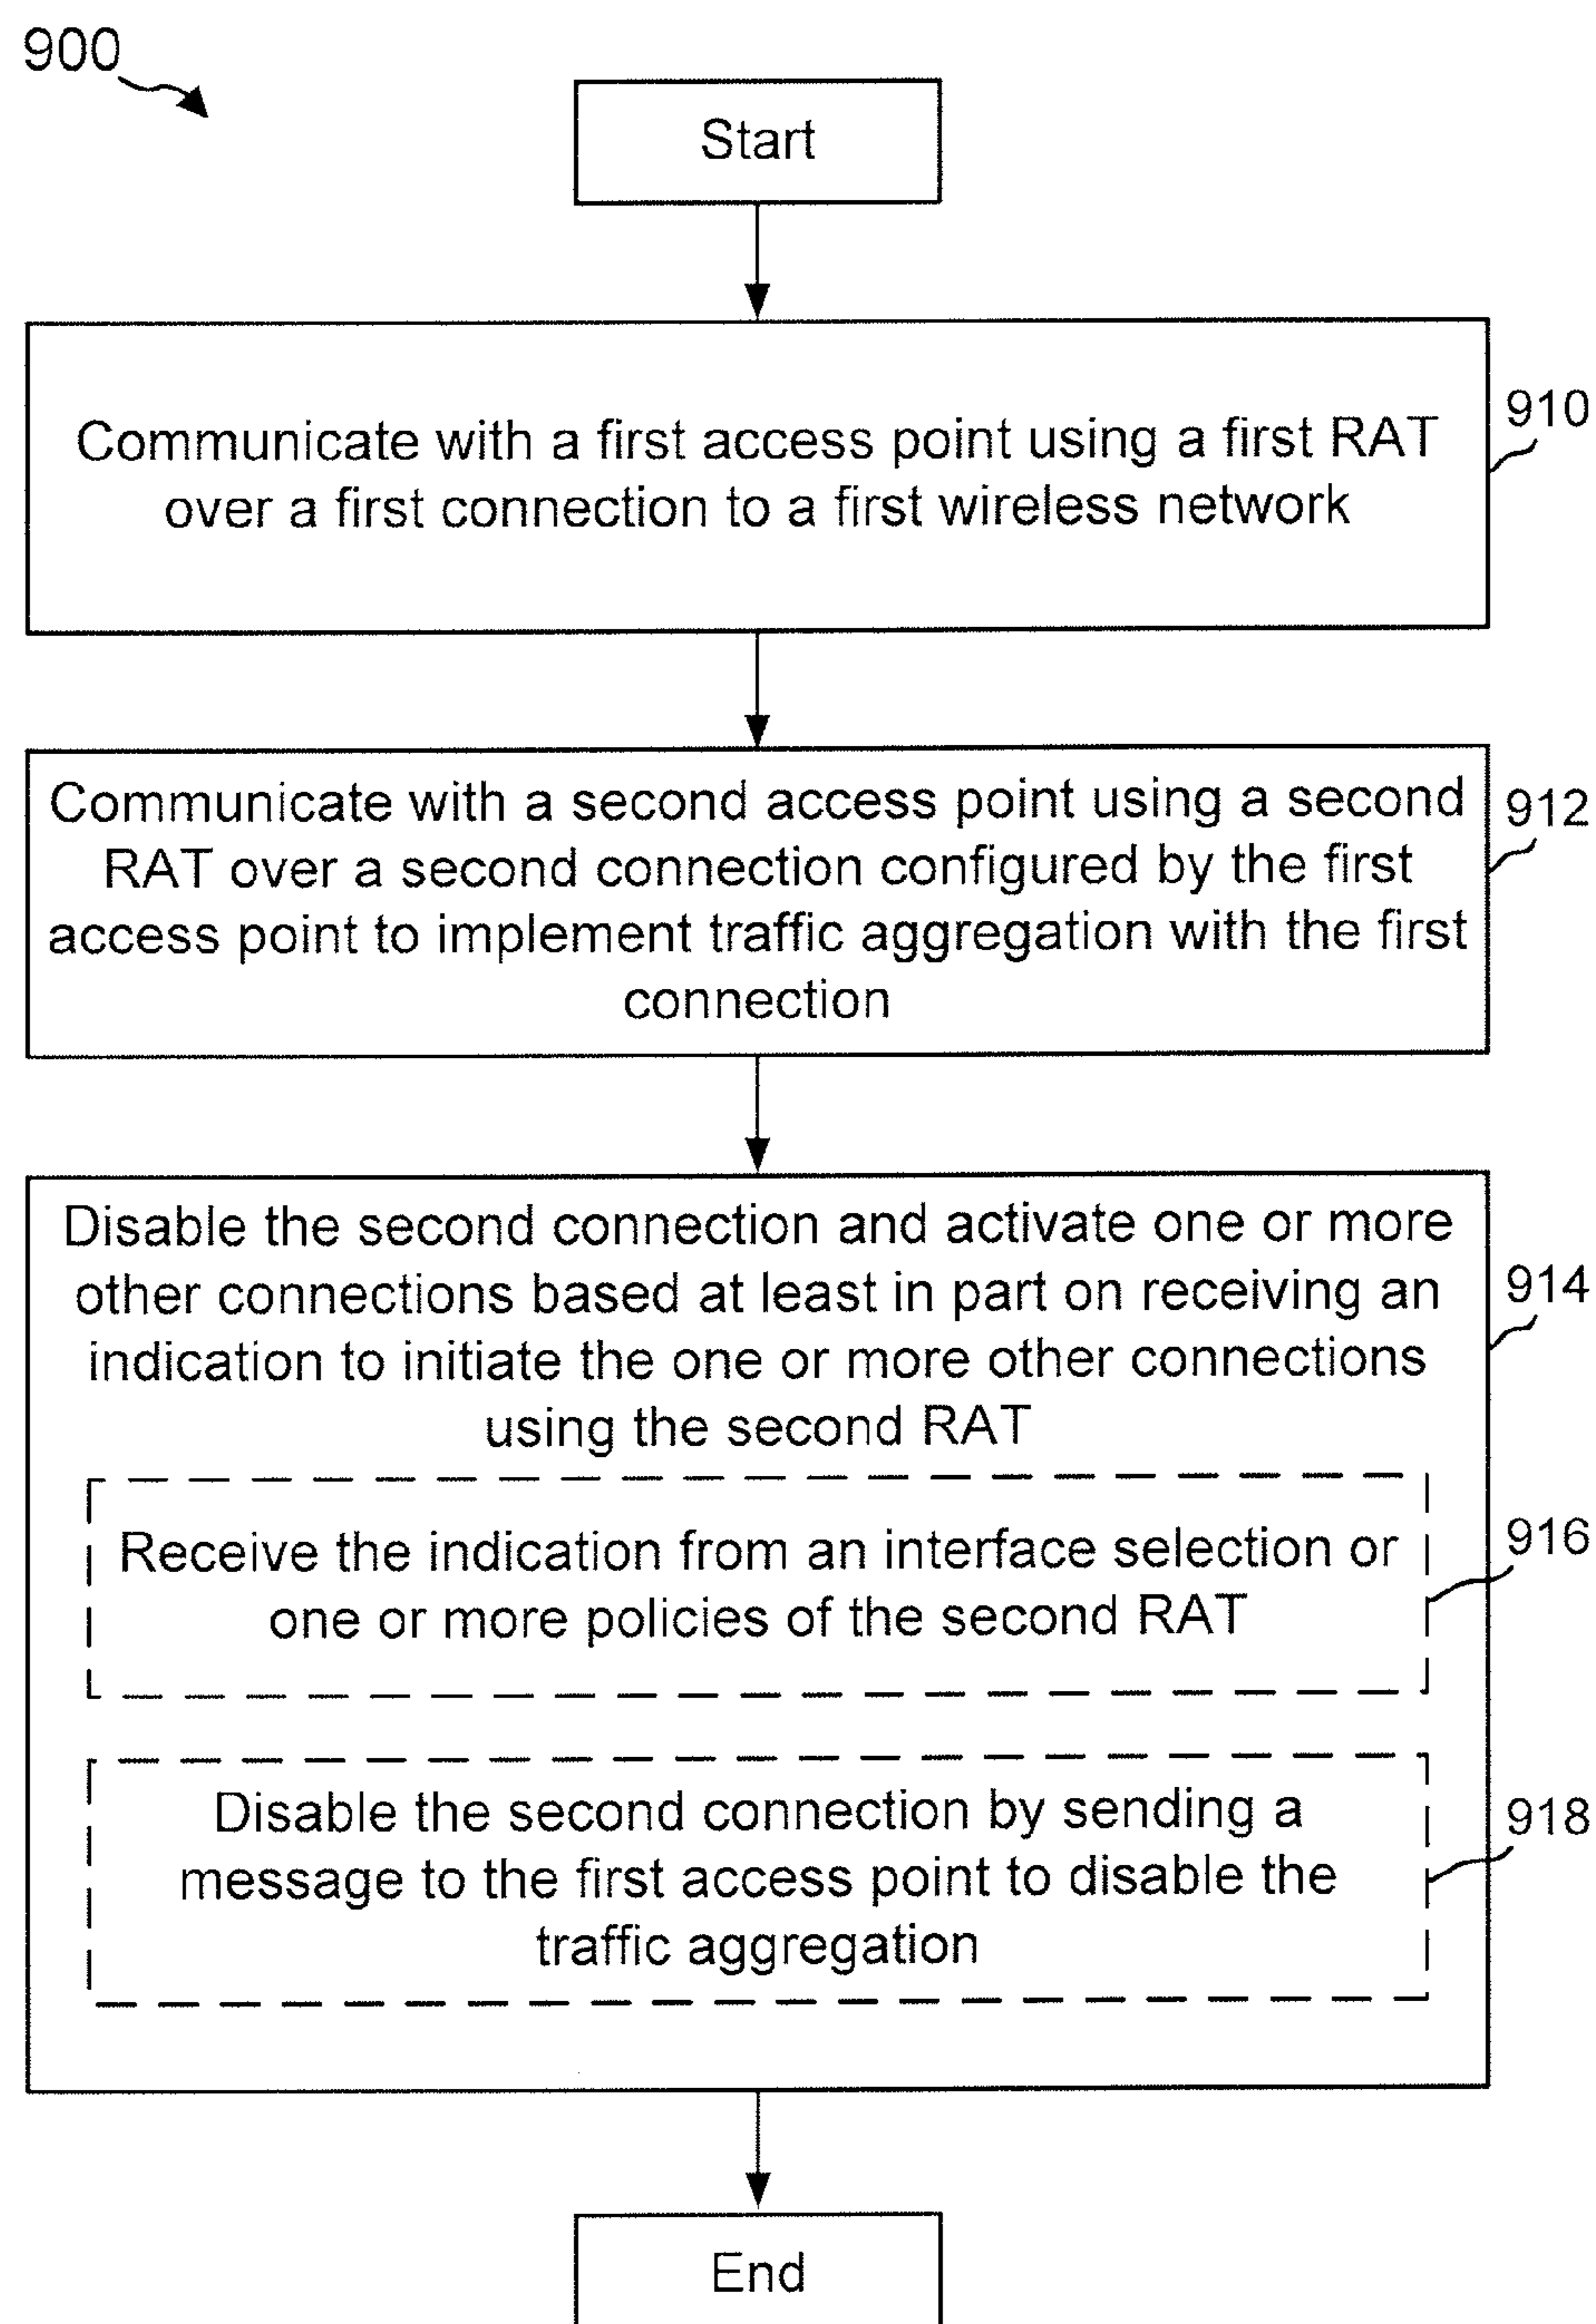 900
Start
Communicate with a first access point using a first RAT
over a first connection to a first wireless network
910
Communicate with a second access point using a second
RAT over a second connection configured by the first
access point to implement traffic aggregation with the first
connection
912
Disable the second connection and activate one or more
other connections based at least in part on receiving an
indication to initiate the one or more other connections
using the second RAT
914
Receive the indication from an interface selection or
one or more policies of the second RAT
916
Disable the second connection by sending a
message to the first access point to disable the
traffic aggregation
918
End